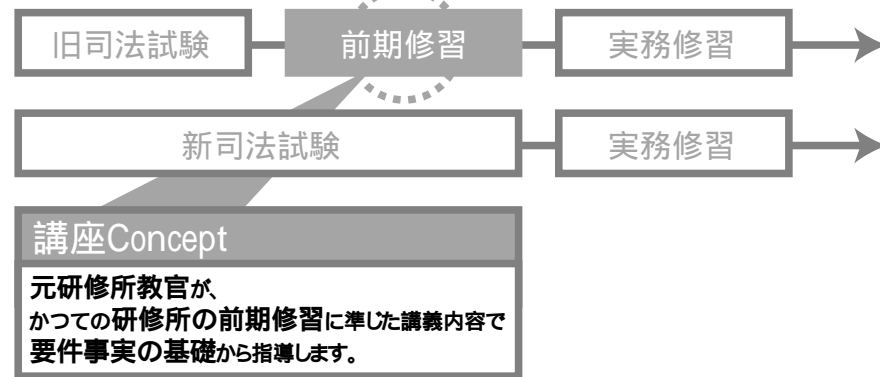 旧司法試験
前期修習
実務修習
新司法試験
実務修習
講座Concept
元研修所教官が、
かつての研修所の前期修習に準じた講義内容で
要件事実の基礎から指導します。